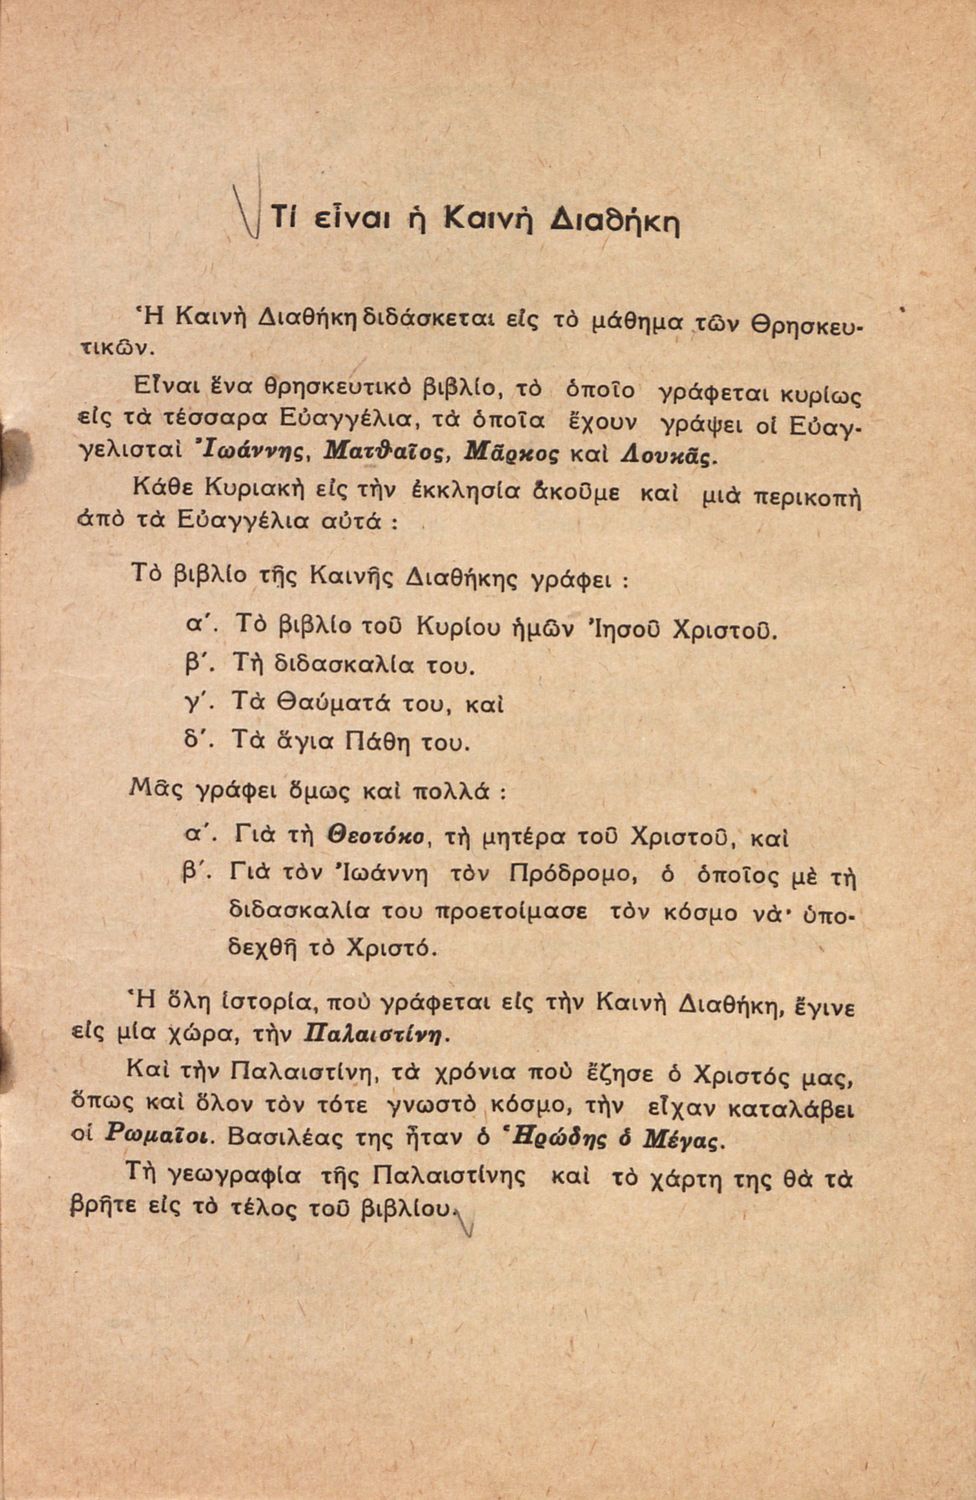 Τί εἶναι ἡ Καινὴ Διαθήκη
Ἡ Καινὴ Διαθήκη διδάσκεται εἰς τὸ μάθημα τῶν Θρησκευ-
τικῶν.
Εἶναι ἕνα θρησκευτικὸ βιβλίο, τὸ ὁποῖο γράφεται κυρίως
εἰς τὰ τέσσαρα Εὐαγγέλια, τὰ ὁποῖα ἔχουν γράψει οἱ Εὐαγ-
γελισταὶ Ἰωάννης, Ματθαῖος, Μᾶρκος καὶ Λουκᾶς.
Κάθε Κυριακὴ εἰς τὴν ἐκκλησία ἀκοῦμε καὶ μιὰ περικοπὴ
ἀπὸ τὰ Εὐαγγέλια αὐτά :
Τὸ βιβλίο τῆς Καινῆς Διαθήκης γράφει :
α΄. Τὸ βιβλίο τοῦ Κυρίου ἡμῶν Ἰησοῦ Χριστοῦ.
β΄. Τὴ διδασκαλία του.
γ΄. Τὰ Θαύματά του, καὶ
δ΄. Τὰ ἅγια Πάθη του.
Μᾶς γράφει ὅμως καὶ πολλά :
α΄. Γιὰ τὴ Θεοτόκο, τὴ μητέρα τοῦ Χριστοῦ, καὶ
β΄. Γιὰ τὸν Ἰωάννη τὸν Πρόδρομο, ὁ ὁποῖος μὲ τὴ
διδασκαλία του προετοίμασε τὸν κόσμο νὰ· ὑπο-
δεχθῆ τὸ Χριστό.
Ἡ ὅλη ἱστορία, ποὺ γράφεται εἰς τὴν Καινὴ Διαθήκη, ἔγινε
εἰς μία χώρα, τὴν Παλαιστίνη.
Καὶ τὴν Παλαιστίνη, τὰ χρόνια ποὺ ἔζησε ὁ Χριστός μας,
ὅπως καὶ ὅλον τὸν τότε γνωστὸ κόσμο, τὴν εἶχαν καταλάβει
οἱ Ρωμαῖοι. Βασιλέας της ἦταν ὁ Ἡρώδης ὁ Μέγας.
Τὴ γεωγραφία τῆς Παλαιστίνης καὶ τὸ χάρτη της θὰ τὰ
βρῆτε εἰς τὸ τέλος τοῦ βιβλίου.